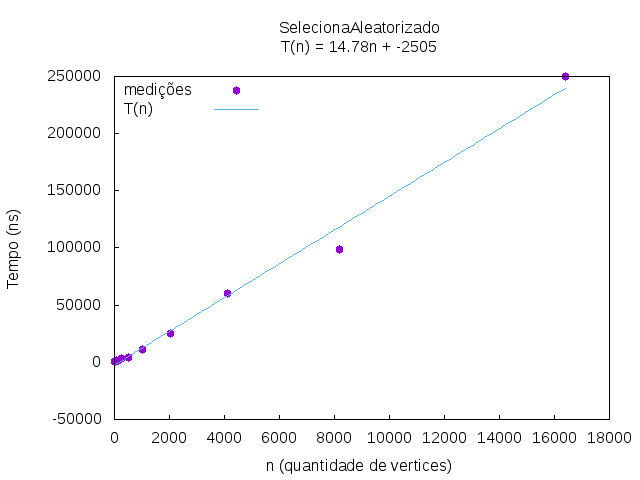 SelecionaAleatorizado
T(n) = 14.78n + -2505
250000
200000
150000
100000
50000
0
-50000
medições
T(n)
Tempo (ns)
0 2000 4000 6000 8000 10000 12000 14000 16000 18000
n (quantidade de vertices)